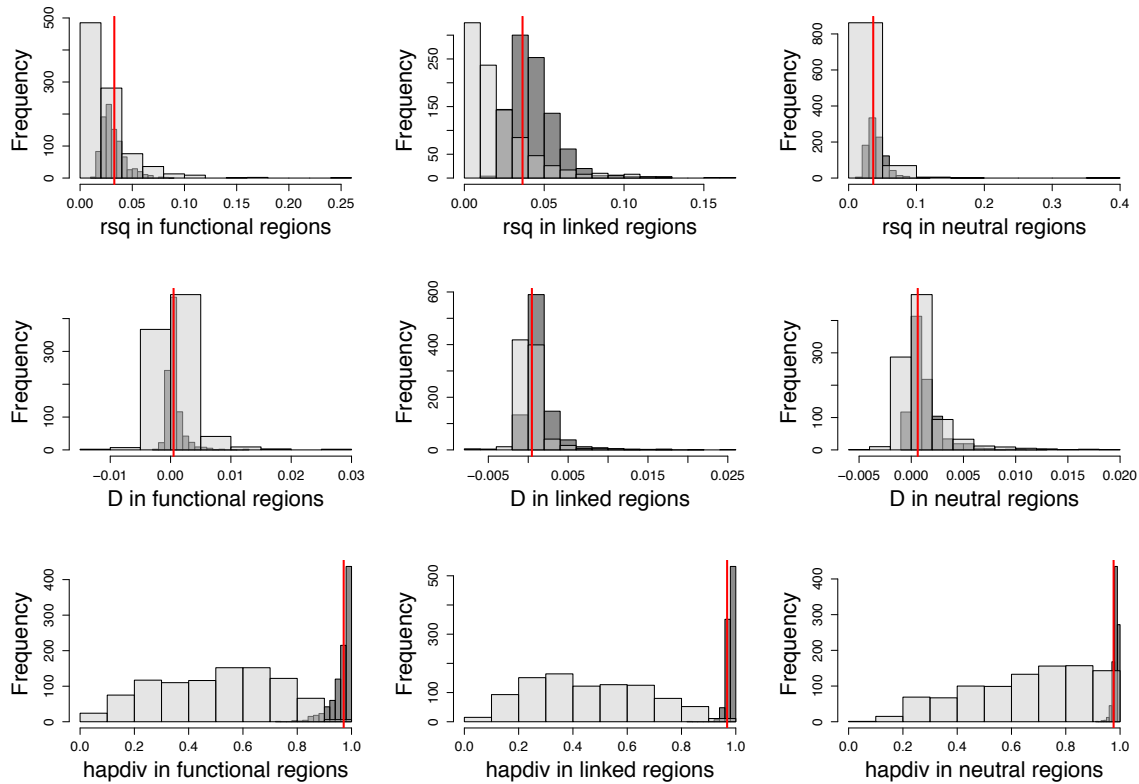 Frequency
0 100 300 500
0.00 0.05 0.10 0.15 0.20 0.25
rsq in functional regions
Frequency
0 50 150 250
0.00 0.05 0.10 0.15
rsq in linked regions
Frequency
0 200 400 600 800
0.0 0.1 0.2 0.3 0.4
rsq in neutral regions
Frequency
0 100 300
−0.01 0.00 0.01 0.02 0.03
D in functional regions
Frequency
0 200 400 600
−0.005 0.005 0.015 0.025
D in linked regions
Frequency
0 100 300
−0.005 0.000 0.005 0.010 0.015 0.020
D in neutral regions
Frequency
0 100 200 300 400
0.0 0.2 0.4 0.6 0.8 1.0
hapdiv in functional regions
Frequency
0 100 300 500
0.0 0.2 0.4 0.6 0.8 1.0
hapdiv in linked regions
Frequency
0 100 200 300 400
0.0 0.2 0.4 0.6 0.8 1.0
hapdiv in neutral regions